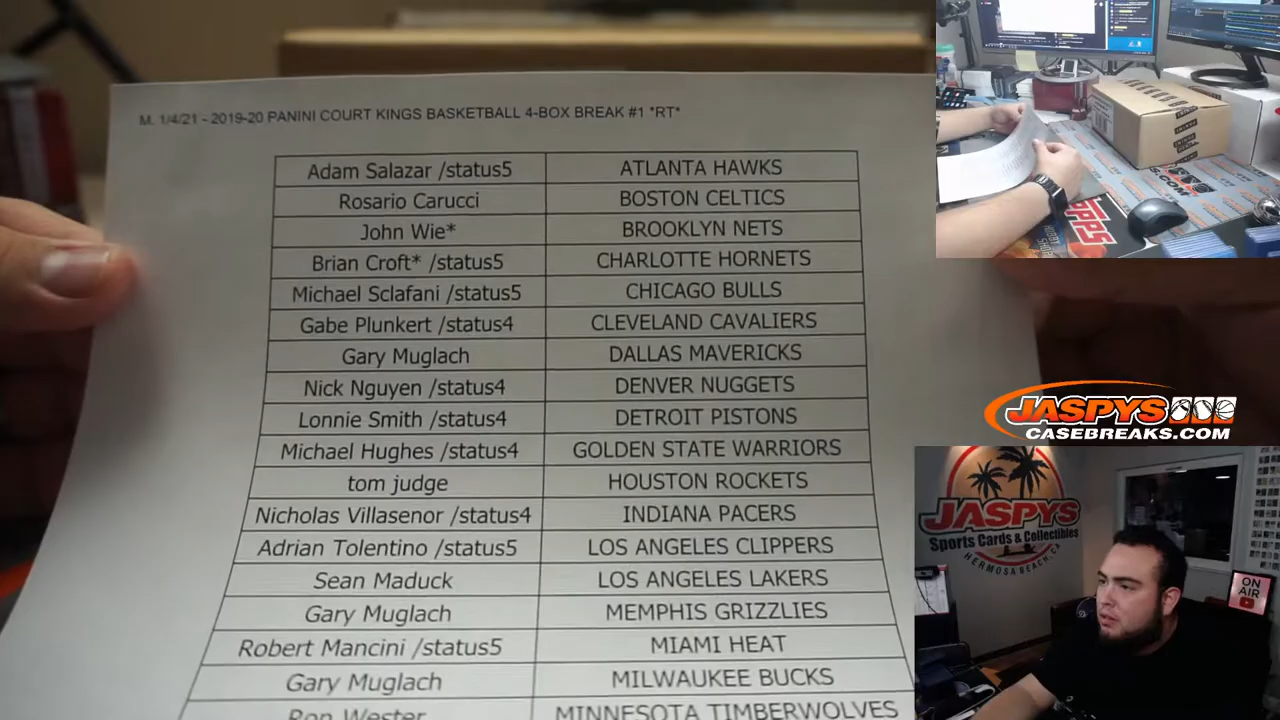 M. 1/4/21 - 2019-20 PANINI COURT KINGS BASKETBALL 4-BOX BREAK #1 *RT*
Adam Salazar /status5 ATLANTA HAWKS
Rosario Carucci BOSTON CELTICS
John Wie* BROOKLYN NETS
Brian Croft* /status5 CHARLOTTE HORNETS
Michael Sclafani /status5 CHICAGO BULLS
Gabe Plunkert /status4 CLEVELAND CAVALIERS
Gary Muglach DALLAS MAVERICKS
Nick Nguyen /status4 DENVER NUGGETS
Lonnie Smith /status4 DETROIT PISTONS
Michael Hughes /status4 GOLDEN STATE WARRIORS
tom judge HOUSTON ROCKETS
Nicholas Villasenor /status4 INDIANA PACERS
Adrian Tolentino /status5 LOS ANGELES CLIPPERS
Sean Maduck LOS ANGELES LAKERS
Gary Muglach MEMPHIS GRIZZLIES
Robert Mancini /status5 MIAMI HEAT
Gary Muglach MILWAUKEE BUCKS
Ron Wester MINNESOTA TIMBERWOLVES
TOPPS
JASPYS
CASEBREAKS.COM
JASPYS
Sports Cards & Collectibles
HERMOSA BEACH, CA
ON
AIR